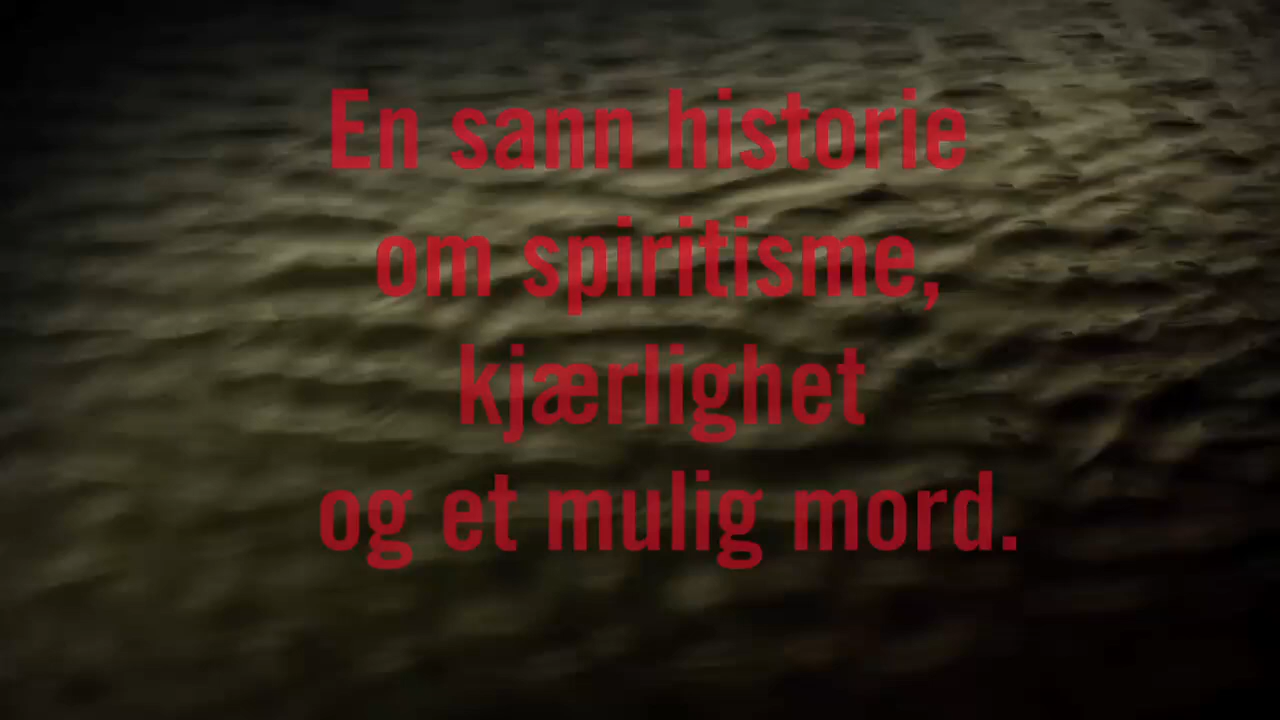 En sann historie
om spiritisme,
kjærlighet
og et mulig mord.